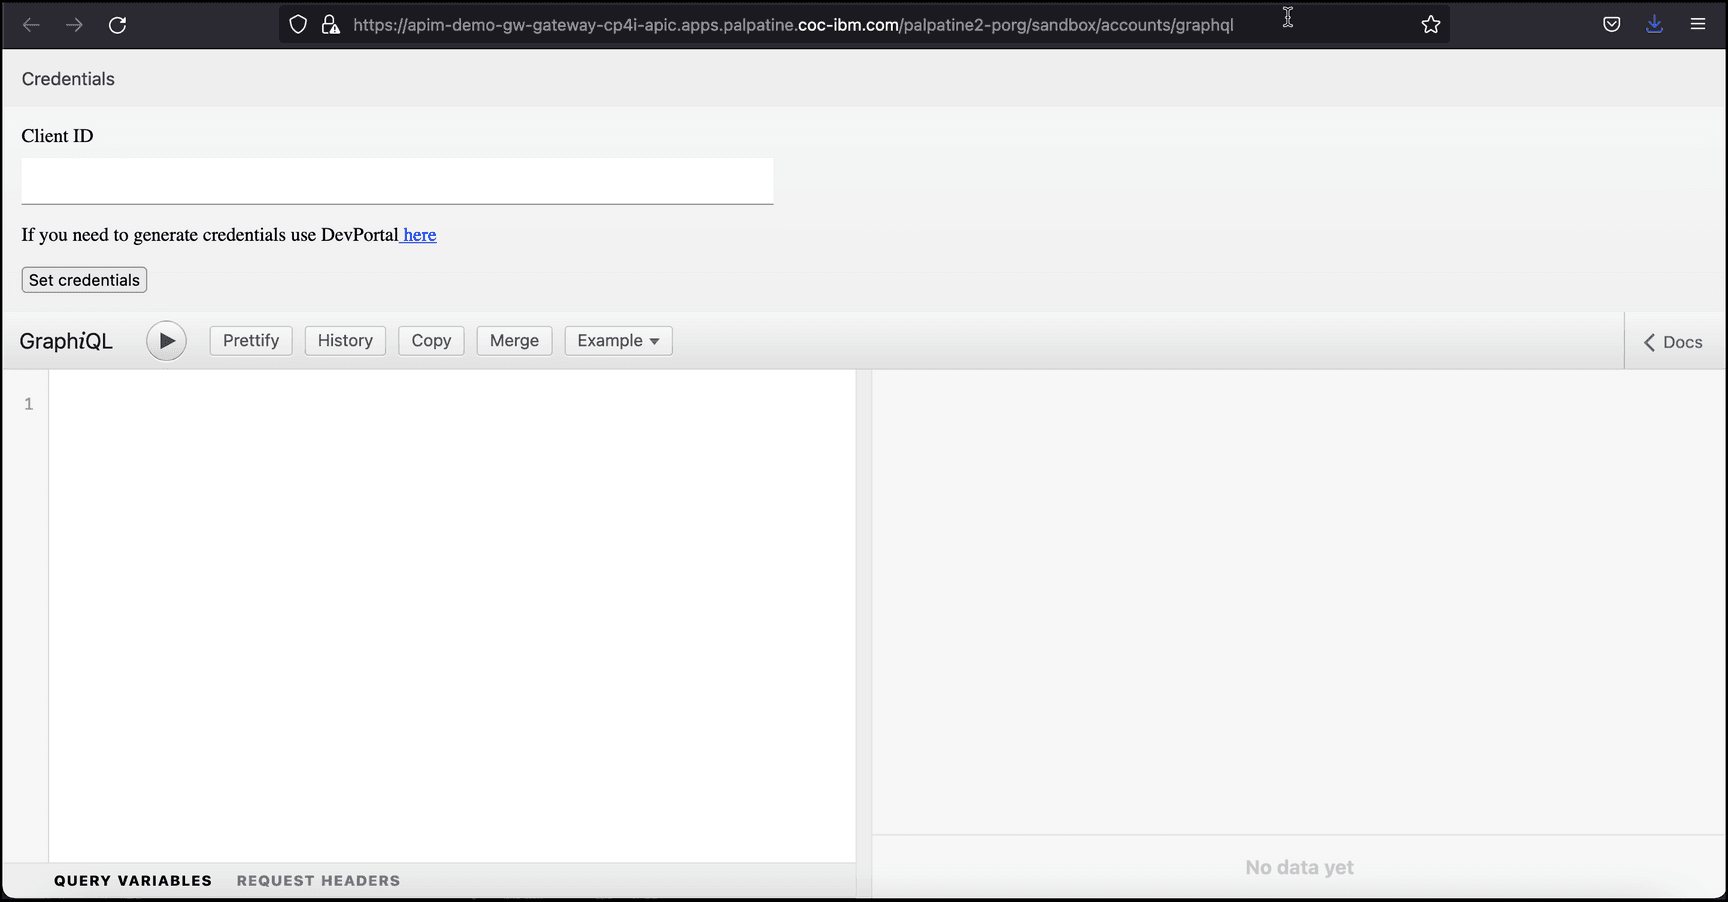 https://apim-demo-gw-gateway-cp4i-apic.apps.palpatine.coc-ibm.com/palpatine2-porg/sandbox/accounts/graphql
Credentials
Client ID
If you need to generate credentials use DevPortal here
Set credentials
GraphiQL Prettify History Copy Merge Example Docs
1
No data yet
QUERY VARIABLES REQUEST HEADERS